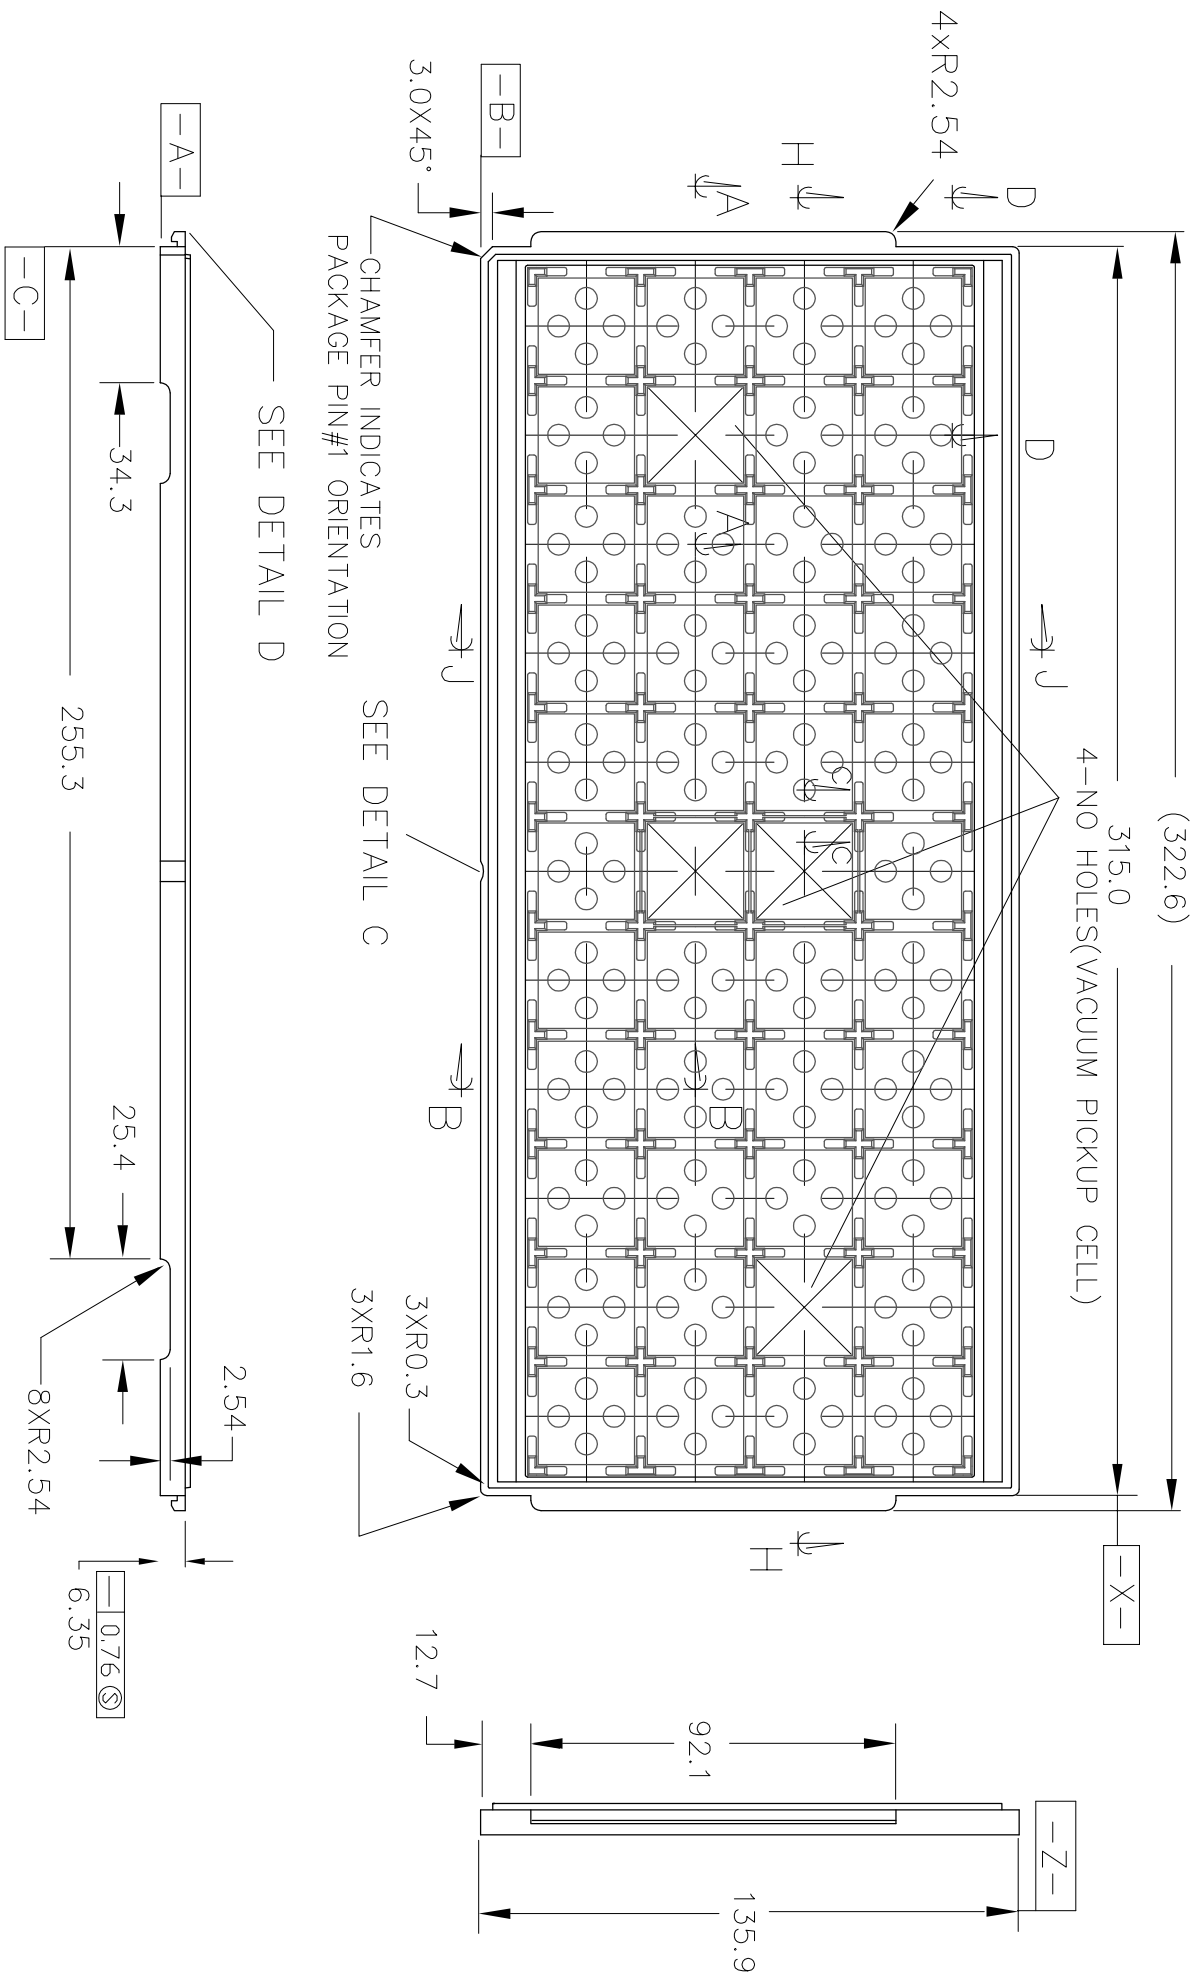 (322.6)
315.0
-X-
4-NO HOLES(VACUUM PICKUP CELL)
4xR2.54
D
D
H
A
A
J
J
C
C
B
B
H
-B-
3.0X45°
CHAMFER INDICATES
PACKAGE PIN#1 ORIENTATION
SEE DETAIL C
3XR0.3
3XR1.6
-Z-
92.1
12.7
135.9
SEE DETAIL D
-A-
-C-
34.3
255.3
25.4
8XR2.54
2.54
— 0.76 Ⓢ
6.35